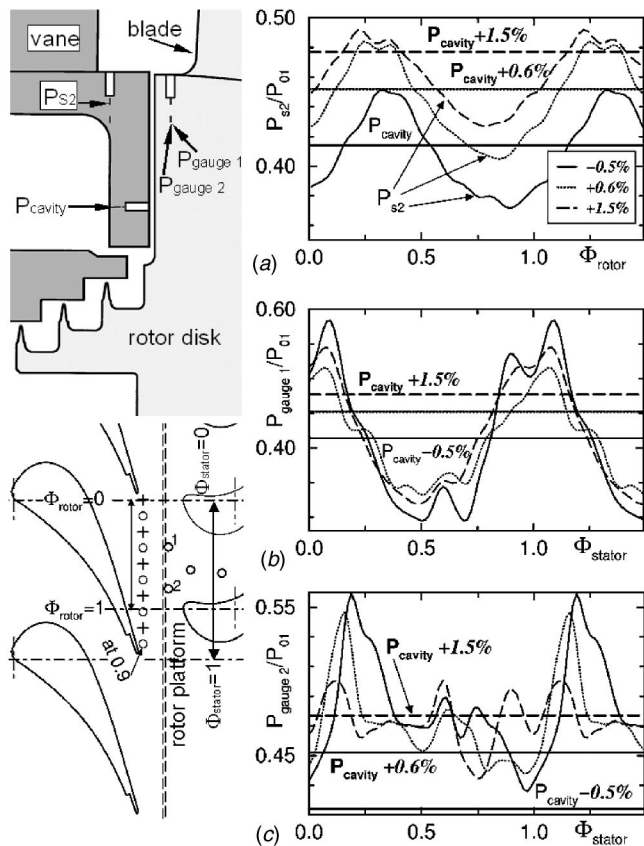 vane
blade
P_S2
P_gauge 1
P_gauge 2
P_cavity
rotor disk
Φ_rotor=0
Φ_rotor=1
at 0.9
1
2
rotor platform
Φ_stator=0
Φ_stator=1
P_s2/P_01
0.50
0.40
P_cavity+1.5%
P_cavity+0.6%
P_cavity
P_s2
−0.5%
+0.6%
+1.5%
0.0
0.5
1.0
Φ_rotor
(a)
P_gauge 1/P_01
0.60
0.40
P_cavity +1.5%
P_cavity−0.5%
0.0
0.5
1.0
Φ_stator
(b)
P_gauge 2/P_01
0.55
0.45
P_cavity +1.5%
P_cavity +0.6%
P_cavity−0.5%
0.0
0.5
1.0
Φ_stator
(c)